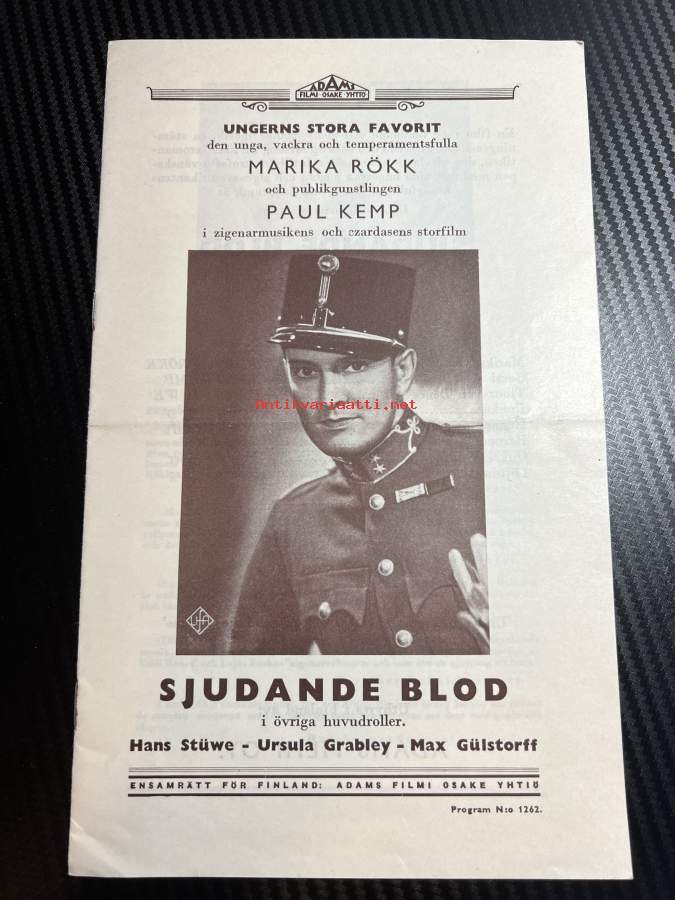 ADAMS
FILMI · OSAKE · YHTIÖ
UNGERNS STORA FAVORIT
den unga, vackra och temperamentsfulla
MARIKA RÖKK
och publikgunstlingen
PAUL KEMP
i zigenarmusikens och czardasens storfilm
Antikvariaatti.net
Ufa
SJUDANDE BLOD
i övriga huvudroller.
Hans Stüwe - Ursula Grabley - Max Gülstorff
ENSAMRÄTT FÖR FINLAND: ADAMS FILMI OSAKE YHTIÖ
Program N:o 1262.